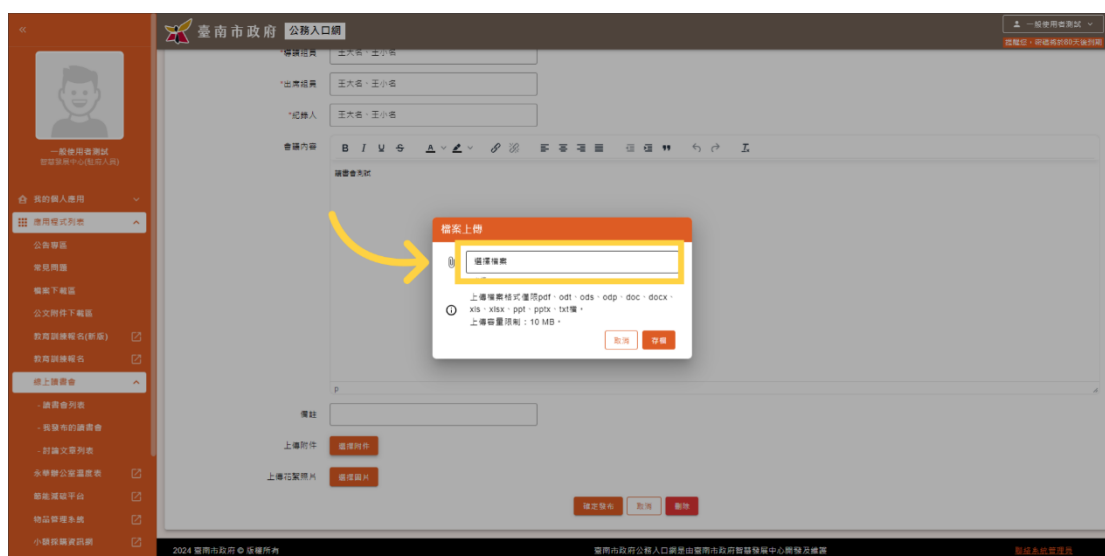 臺南市政府 公務入口網
一般使用者測試
提醒您，密碼將於88天後到期
一般使用者測試
智慧發展中心(駐府人員)
我的個人應用
應用程式列表
公告專區
常見問題
檔案下載區
公文附件下載區
教育訓練報名(新版)
教育訓練報名
線上讀書會
- 讀書會列表
- 我發布的讀書會
- 討論文章列表
永華辦公室溫度表
節能減碳平台
物品管理系統
小額採購資訊網
*導讀組員 王大名、王小名
*出席組員 王大名、王小名
*紀錄人 王大名、王小名
會議內容
B I U S A
讀書會測試
檔案上傳
選擇檔案
上傳檔案格式僅限pdf、odt、ods、odp、doc、docx、
xls、xlsx、ppt、pptx、txt檔。
上傳容量限制：10 MB。
取消 存檔
p
備註
上傳附件 選擇附件
上傳花絮照片 選擇圖片
確定發布 取消 刪除
2024 臺南市政府 © 版權所有
臺南市政府公務入口網是由臺南市政府智慧發展中心開發及維護
聯絡系統管理員